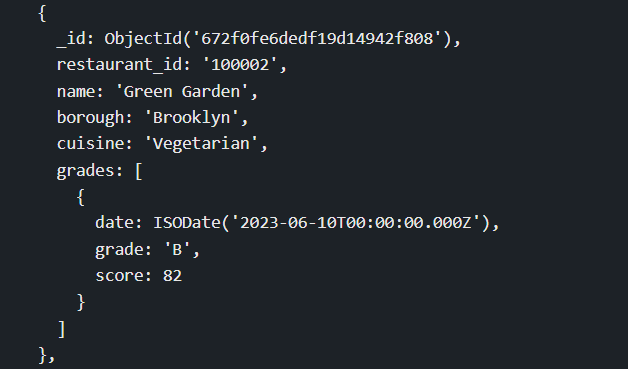 {
_id: ObjectId('672f0fe6dedf19d14942f808'),
restaurant_id: '100002',
name: 'Green Garden',
borough: 'Brooklyn',
cuisine: 'Vegetarian',
grades: [
{
date: ISODate('2023-06-10T00:00:00.000Z'),
grade: 'B',
score: 82
}
]
},